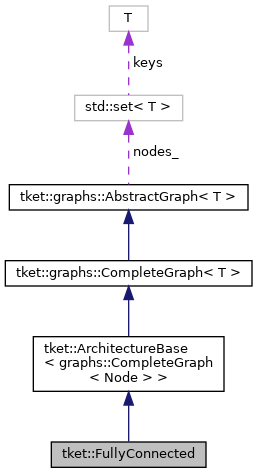 T
keys
std::set< T >
nodes_
tket::graphs::AbstractGraph< T >
tket::graphs::CompleteGraph< T >
tket::ArchitectureBase
< graphs::CompleteGraph
< Node > >
tket::FullyConnected